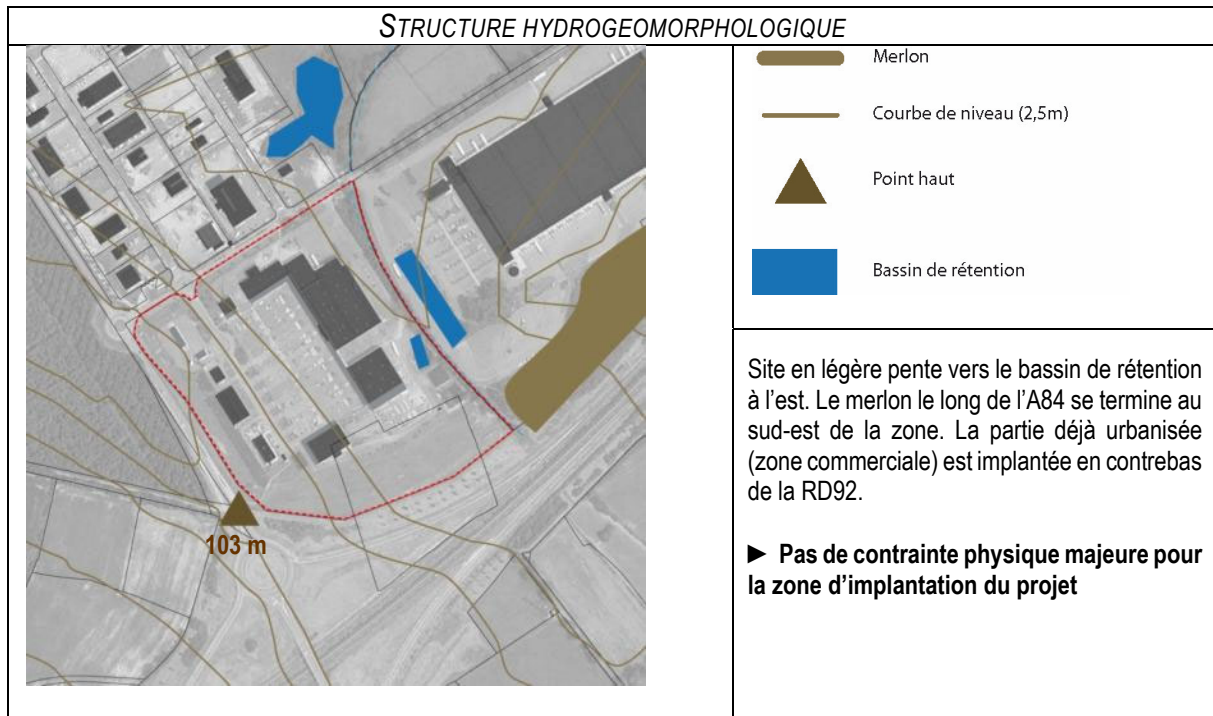 STRUCTURE HYDROGEOMORPHOLOGIQUE
Merlon
Courbe de niveau (2,5m)
Point haut
Bassin de rétention
103 m
Site en légère pente vers le bassin de rétention
à l’est. Le merlon le long de l’A84 se termine au
sud-est de la zone. La partie déjà urbanisée
(zone commerciale) est implantée en contrebas
de la RD92.
► Pas de contrainte physique majeure pour
la zone d’implantation du projet